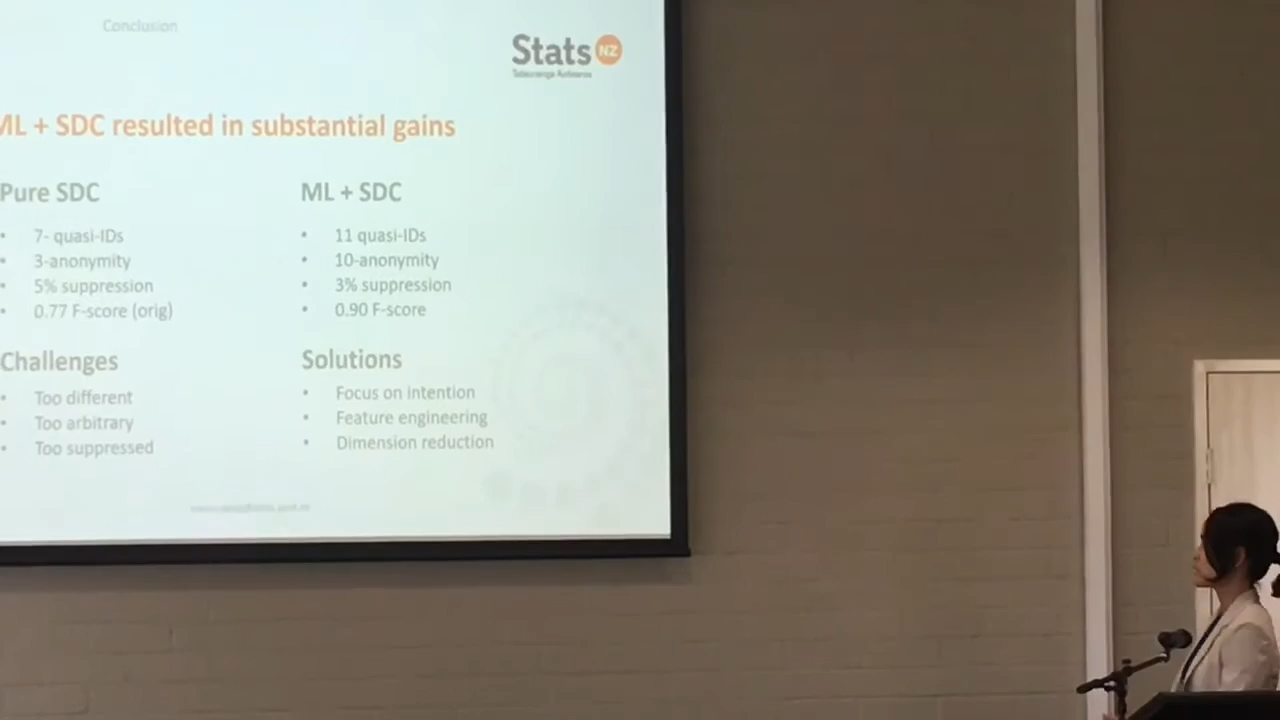 Conclusion
Stats NZ
Tatauranga Aotearoa
ML + SDC resulted in substantial gains
Pure SDC
• 7- quasi-IDs
• 3-anonymity
• 5% suppression
• 0.77 F-score (orig)
Challenges
• Too different
• Too arbitrary
• Too suppressed
ML + SDC
• 11 quasi-IDs
• 10-anonymity
• 3% suppression
• 0.90 F-score
Solutions
• Focus on intention
• Feature engineering
• Dimension reduction